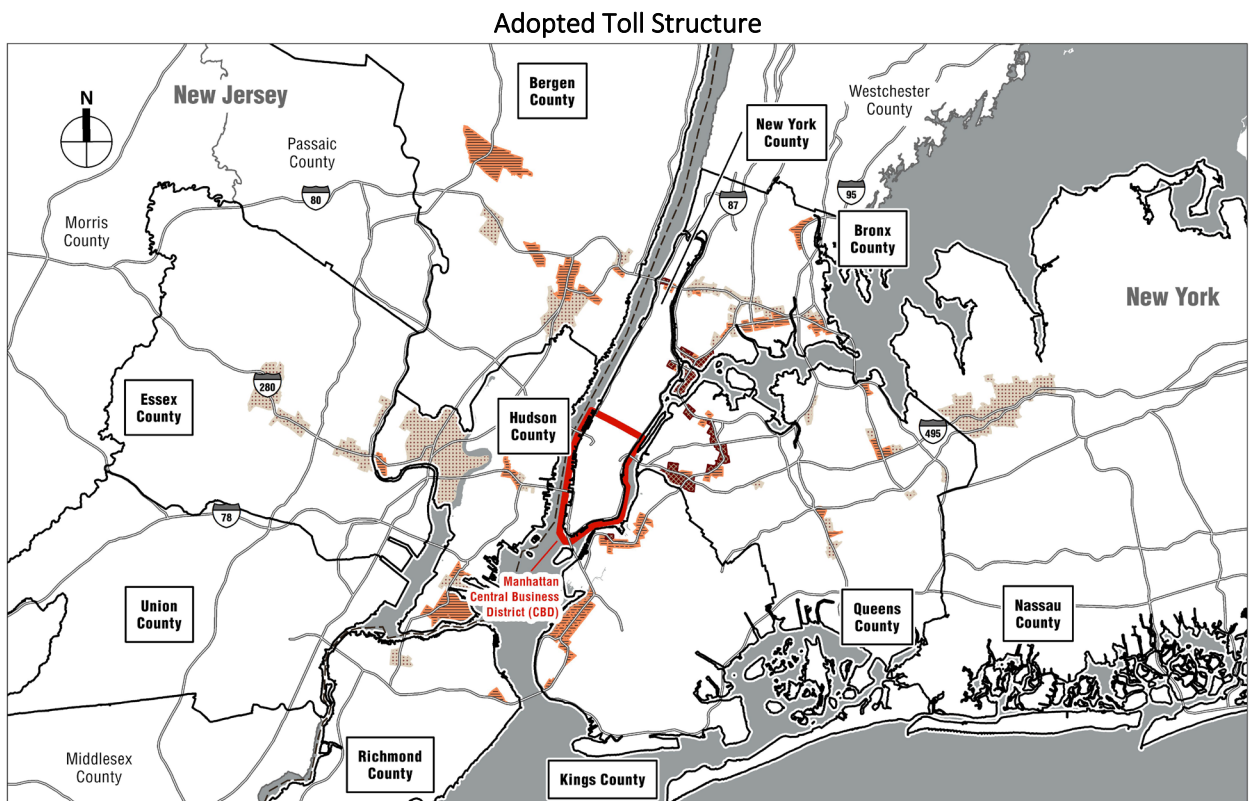 Adopted Toll Structure
Bergen
County
New Jersey
N
Westchester
County
New York
County
Passaic
County
80
87
95
Morris
County
Bronx
County
New York
280
Essex
County
Hudson
County
495
78
Manhattan
Central Business
District (CBD)
Union
County
Queens
County
Nassau
County
Middlesex
County
Richmond
County
Kings County